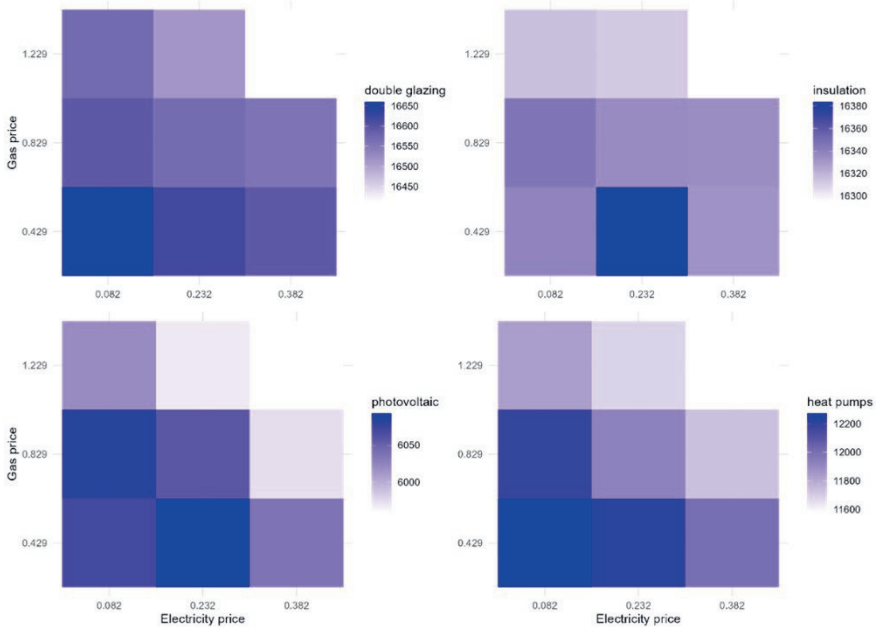 1.229
0.829
0.429
Gas price
0.082 0.232 0.382
double glazing
16650
16600
16550
16500
16450
1.229
0.829
0.429
0.082 0.232 0.382
insulation
16380
16360
16340
16320
16300
1.229
0.829
0.429
Gas price
0.082 0.232 0.382
Electricity price
photovoltaic
6050
6000
1.229
0.829
0.429
0.082 0.232 0.382
Electricity price
heat pumps
12200
12000
11800
11600